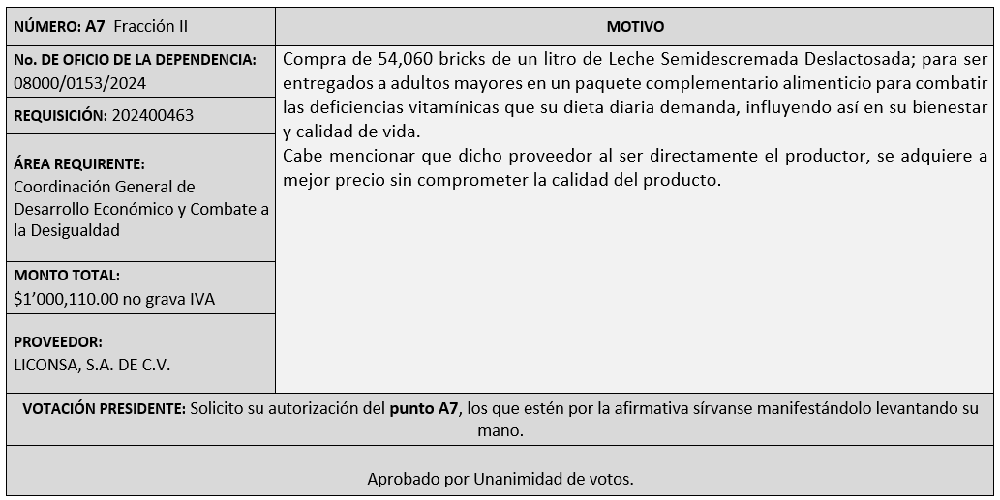 NÚMERO: A7 Fracción II
MOTIVO
No. DE OFICIO DE LA DEPENDENCIA:
08000/0153/2024
REQUISICIÓN: 202400463
ÁREA REQUIRENTE:
Coordinación General de
Desarrollo Económico y Combate a
la Desigualdad
MONTO TOTAL:
$1’000,110.00 no grava IVA
PROVEEDOR:
LICONSA, S.A. DE C.V.
Compra de 54,060 bricks de un litro de Leche Semidescremada Deslactosada; para ser
entregados a adultos mayores en un paquete complementario alimenticio para combatir
las deficiencias vitamínicas que su dieta diaria demanda, influyendo así en su bienestar
y calidad de vida.
Cabe mencionar que dicho proveedor al ser directamente el productor, se adquiere a
mejor precio sin comprometer la calidad del producto.
VOTACIÓN PRESIDENTE: Solicito su autorización del punto A7, los que estén por la afirmativa sírvanse manifestándolo levantando su
mano.
Aprobado por Unanimidad de votos.